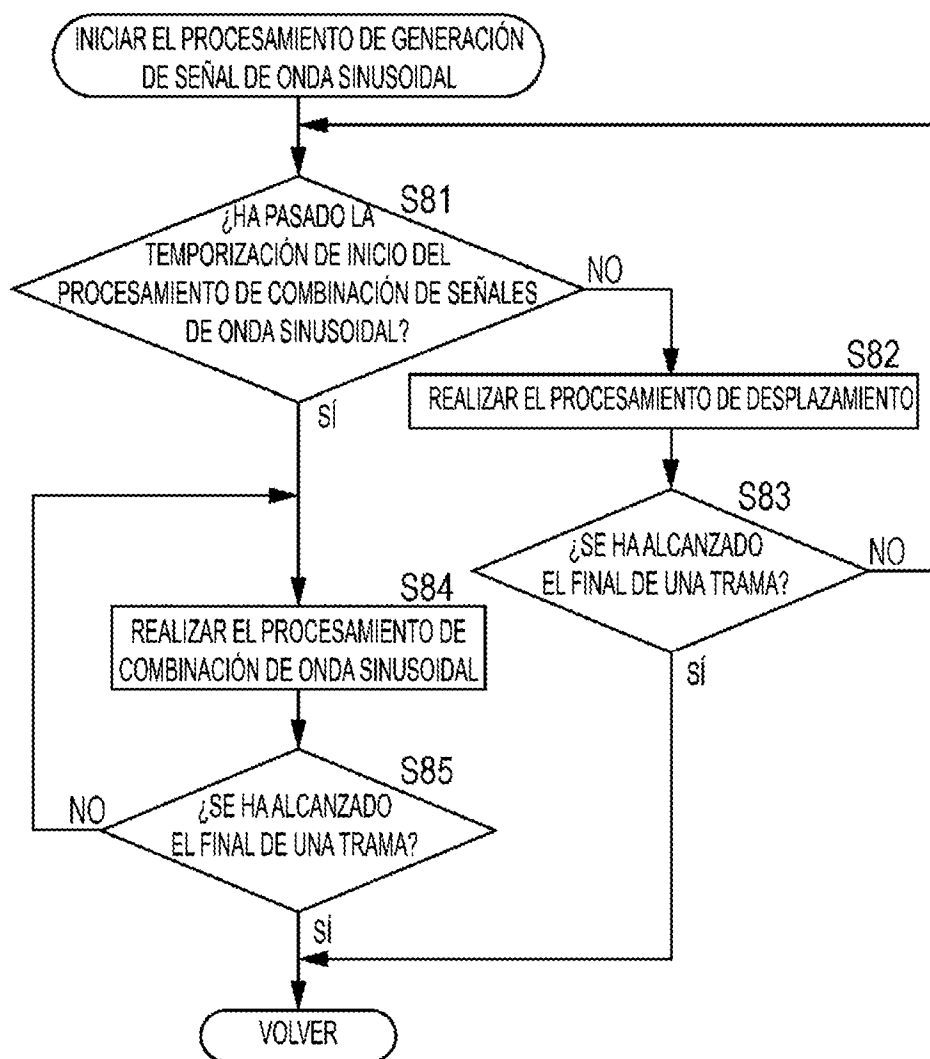 INICIAR EL PROCESAMIENTO DE GENERACIÓN
DE SEÑAL DE ONDA SINUSOIDAL
S81
¿HA PASADO LA
TEMPORIZACIÓN DE INICIO DEL
PROCESAMIENTO DE COMBINACIÓN DE SEÑALES
DE ONDA SINUSOIDAL?
NO
SÍ
S82
REALIZAR EL PROCESAMIENTO DE DESPLAZAMIENTO
S83
¿SE HA ALCANZADO
EL FINAL DE UNA TRAMA?
NO
SÍ
S84
REALIZAR EL PROCESAMIENTO DE
COMBINACIÓN DE ONDA SINUSOIDAL
S85
¿SE HA ALCANZADO
EL FINAL DE UNA TRAMA?
NO
SÍ
VOLVER